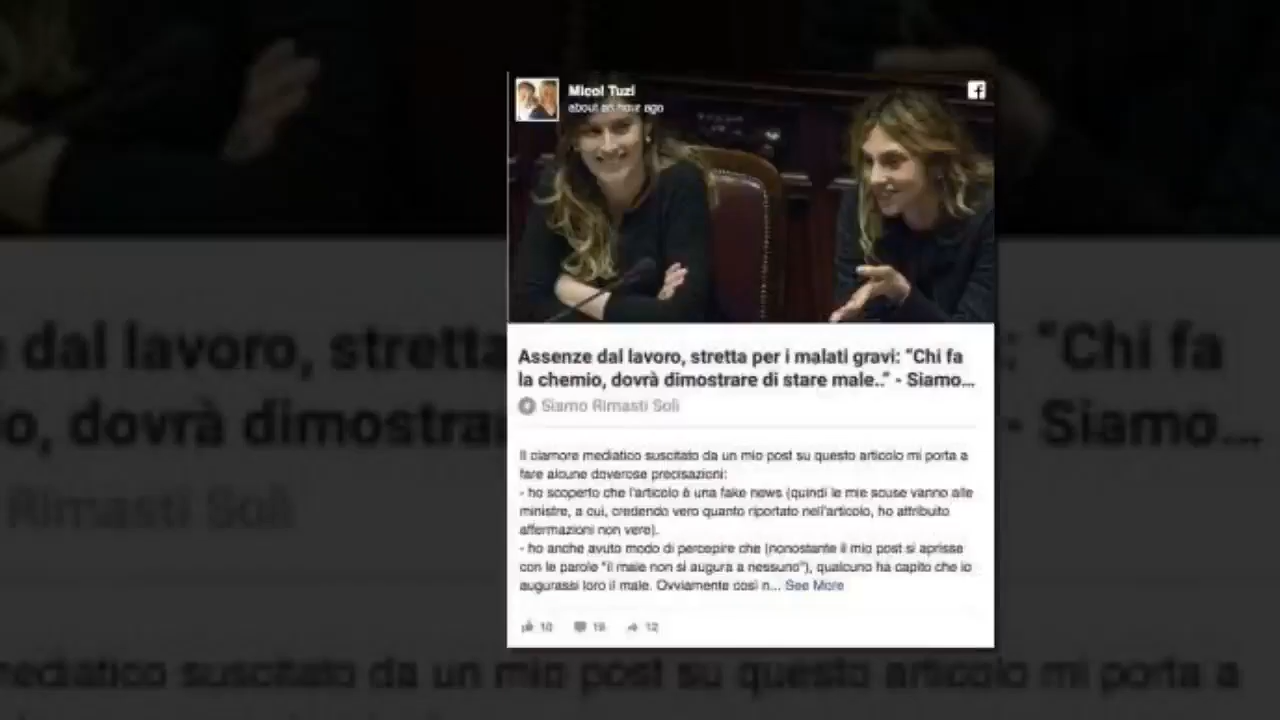 Micol Tuzi
about an hour ago
Assenze dal lavoro, stretta per i malati gravi: “Chi fa
la chemio, dovrà dimostrare di stare male..” - Siamo...
Siamo Rimasti Soli
Il clamore mediatico suscitato da un mio post su questo articolo mi porta a
fare alcune doverose precisazioni:
- ho scoperto che l'articolo è una fake news (quindi le mie scuse vanno alle
ministre, a cui, credendo vero quanto riportato nell'articolo, ho attribuito
affermazioni non vere).
- ho anche avuto modo di percepire che (nonostante il mio post si aprisse
con le parole "il male non si augura a nessuno"), qualcuno ha capito che io
augurassi loro il male. Ovviamente così n... See More
10 19 12
dal lavoro, stretta : “Chi fa
o, dovrà dimostrar - Siamo...
Rimasti Soli
mediatico suscitato da un mio post su questo articolo mi porta a